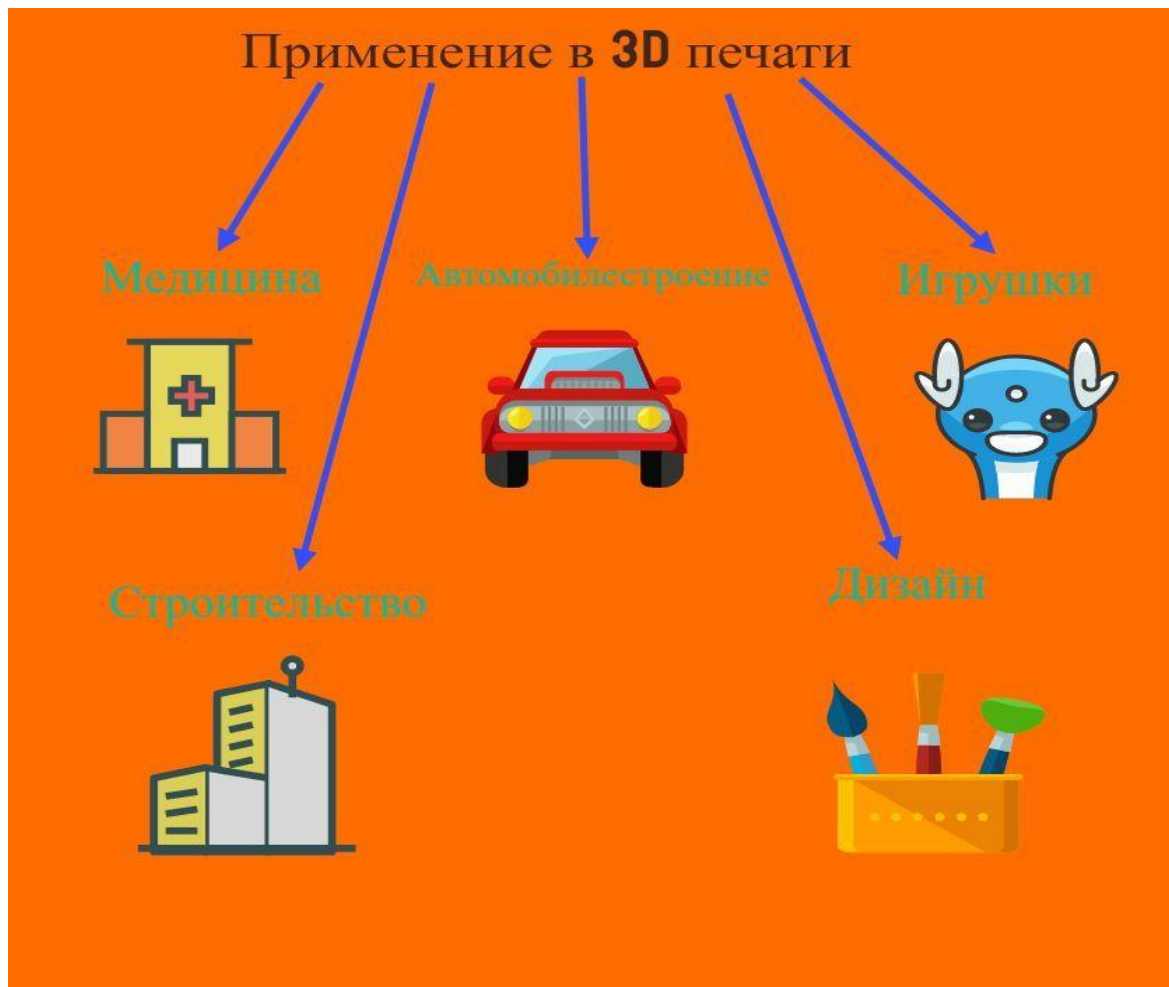 Применение в 3D печати
Медицина
Автомобилестроение
Игрушки
Строительство
Дизайн